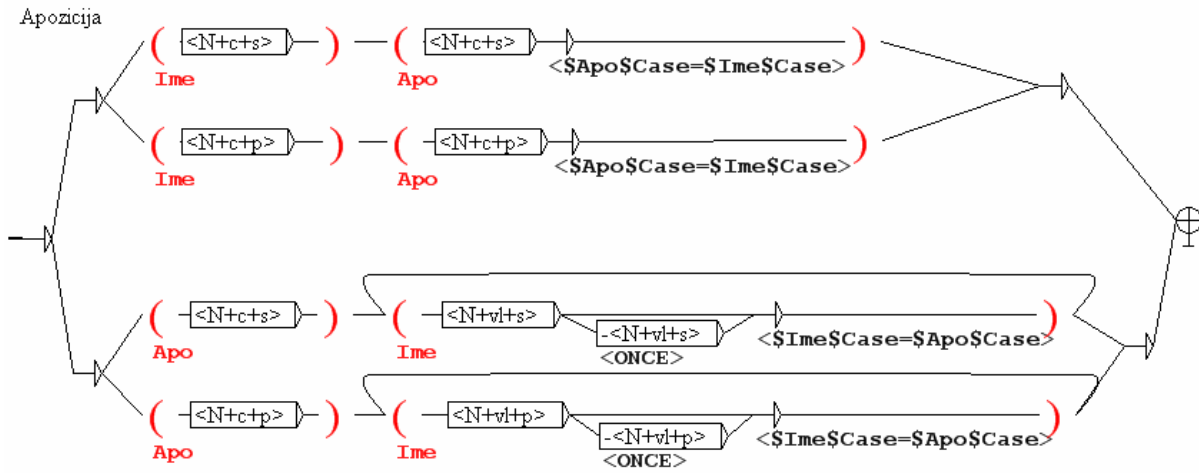 Apozicija
( <N+c+s> ) ( <N+c+s> )
<$Apo$Case=$Ime$Case>
Ime Apo
( <N+c+p> ) ( <N+c+p> )
<$Apo$Case=$Ime$Case>
Ime Apo
( <N+c+s> ) ( <N+vl+s> )
-<N+vl+s> <$Ime$Case=$Apo$Case>
Apo Ime <ONCE>
( <N+c+p> ) ( <N+vl+p> )
-<N+vl+p> <$Ime$Case=$Apo$Case>
Apo Ime <ONCE>